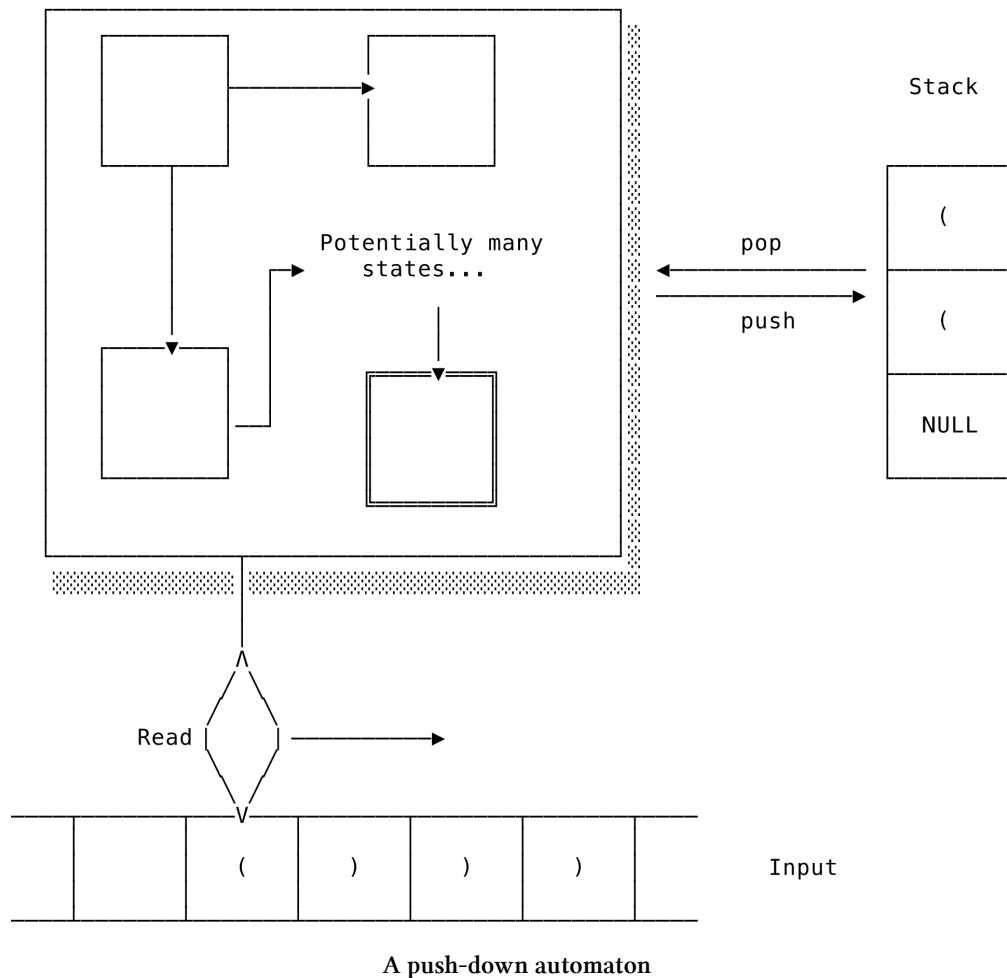 Stack
(
Potentially many
states...
pop
push
(
NULL
Read
( ) ) )
Input
A push-down automaton